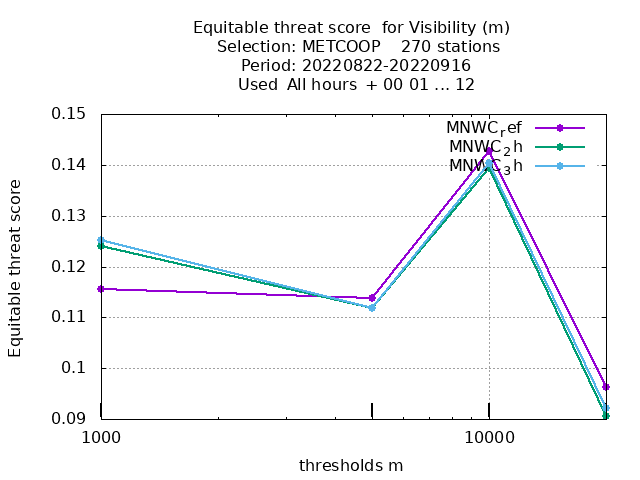 Equitable threat score  for Visibility (m)
Selection: METCOOP    270 stations
Period: 20220822-20220916
Used  All hours  + 00 01 ... 12
MNWC_ref
MNWC_2h
MNWC_3h
0.15
0.14
0.13
0.12
0.11
0.1
0.09
Equitable threat score
1000
10000
thresholds m